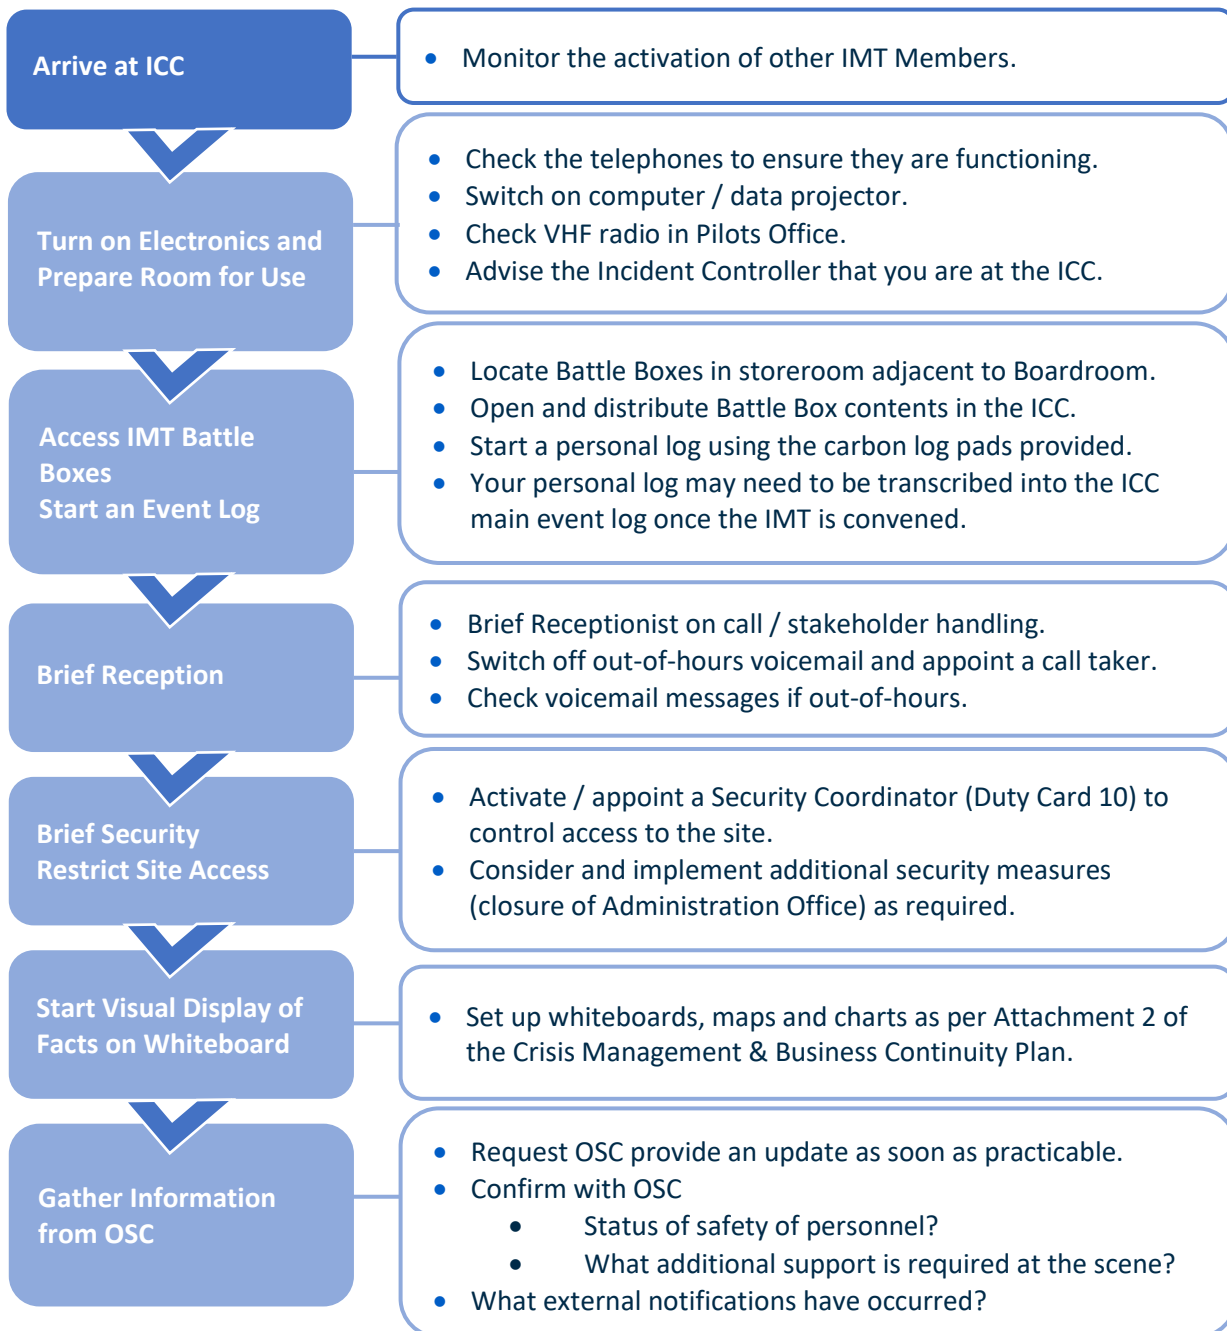 Arrive at ICC
• Monitor the activation of other IMT Members.
Turn on Electronics and
Prepare Room for Use
• Check the telephones to ensure they are functioning.
• Switch on computer / data projector.
• Check VHF radio in Pilots Office.
• Advise the Incident Controller that you are at the ICC.
Access IMT Battle
Boxes
Start an Event Log
• Locate Battle Boxes in storeroom adjacent to Boardroom.
• Open and distribute Battle Box contents in the ICC.
• Start a personal log using the carbon log pads provided.
• Your personal log may need to be transcribed into the ICC
main event log once the IMT is convened.
Brief Reception
• Brief Receptionist on call / stakeholder handling.
• Switch off out-of-hours voicemail and appoint a call taker.
• Check voicemail messages if out-of-hours.
Brief Security
Restrict Site Access
• Activate / appoint a Security Coordinator (Duty Card 10) to
control access to the site.
• Consider and implement additional security measures
(closure of Administration Office) as required.
Start Visual Display of
Facts on Whiteboard
• Set up whiteboards, maps and charts as per Attachment 2 of
the Crisis Management & Business Continuity Plan.
Gather Information
from OSC
• Request OSC provide an update as soon as practicable.
• Confirm with OSC
• Status of safety of personnel?
• What additional support is required at the scene?
• What external notifications have occurred?